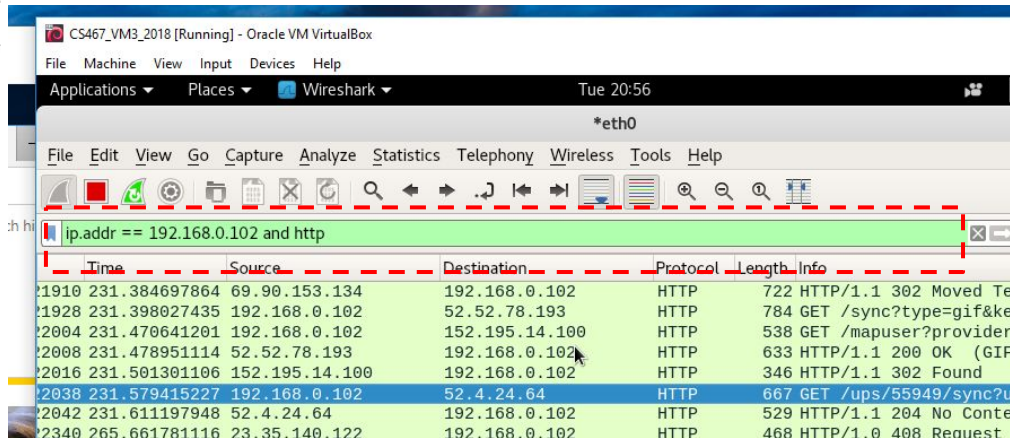 CS467_VM3_2018 [Running] - Oracle VM VirtualBox
File Machine View Input Devices Help
Applications Places Wireshark Tue 20:56
*eth0
File Edit View Go Capture Analyze Statistics Telephony Wireless Tools Help
ip.addr == 192.168.0.102 and http
Time Source Destination Protocol Length Info
21910 231.384697864 69.90.153.134 192.168.0.102 HTTP 722 HTTP/1.1 302 Moved Te
21928 231.398027435 192.168.0.102 52.52.78.193 HTTP 784 GET /sync?type=gif&ke
22004 231.470641201 192.168.0.102 152.195.14.100 HTTP 538 GET /mapuser?provider
22008 231.478951114 52.52.78.193 192.168.0.102 HTTP 633 HTTP/1.1 200 OK (GIF
22016 231.501301106 152.195.14.100 192.168.0.102 HTTP 346 HTTP/1.1 302 Found
22038 231.579415227 192.168.0.102 52.4.24.64 HTTP 667 GET /ups/55949/sync?u
22042 231.611197948 52.4.24.64 192.168.0.102 HTTP 529 HTTP/1.1 204 No Conte
22340 265.661781116 23.35.140.122 192.168.0.102 HTTP 468 HTTP/1.0 408 Request